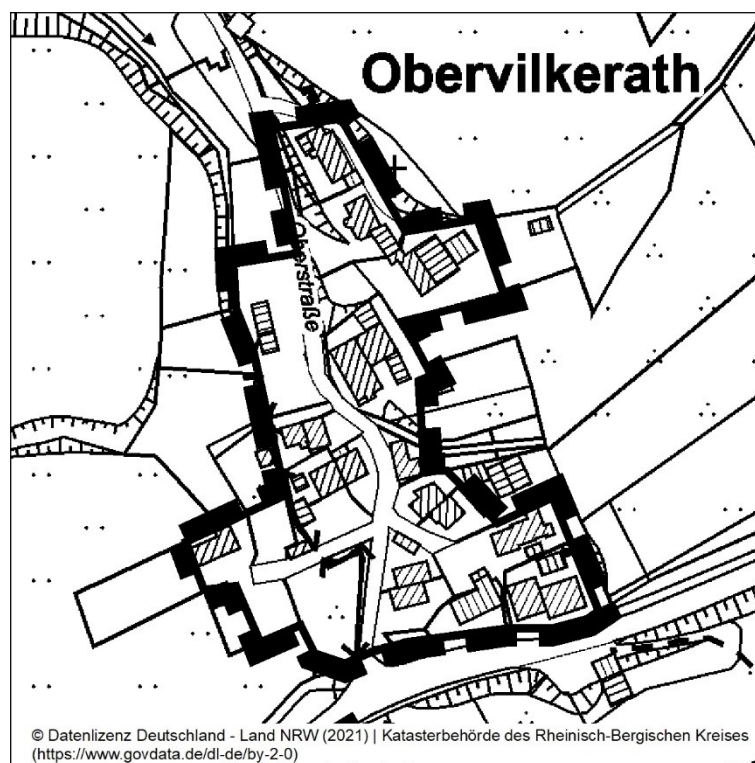 Obervilkerath
Oberstraße
© Datenlizenz Deutschland - Land NRW (2021) | Katasterbehörde des Rheinisch-Bergischen Kreises
(https://www.govdata.de/dl-de/by-2-0)